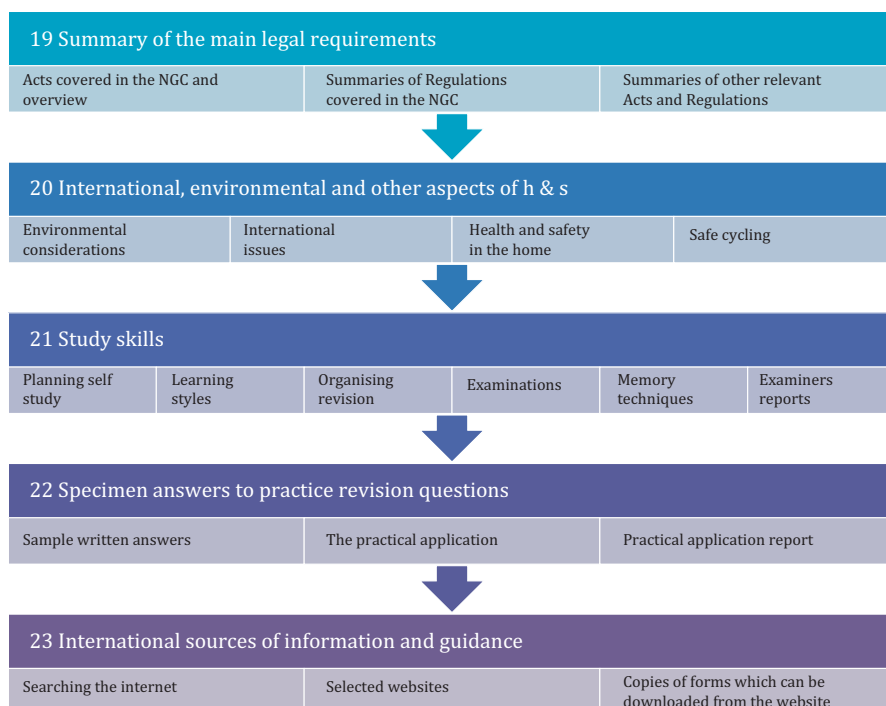 19 Summary of the main legal requirements
Acts covered in the NGC and
overview
Summaries of Regulations
covered in the NGC
Summaries of other relevant
Acts and Regulations
20 International, environmental and other aspects of h & s
Environmental
considerations
International
issues
Health and safety
in the home
Safe cycling
21 Study skills
Planning self
study
Learning
styles
Organising
revision
Examinations
Memory
techniques
Examiners
reports
22 Specimen answers to practice revision questions
Sample written answers
The practical application
Practical application report
23 International sources of information and guidance
Searching the internet
Selected websites
Copies of forms which can be
downloaded from the website